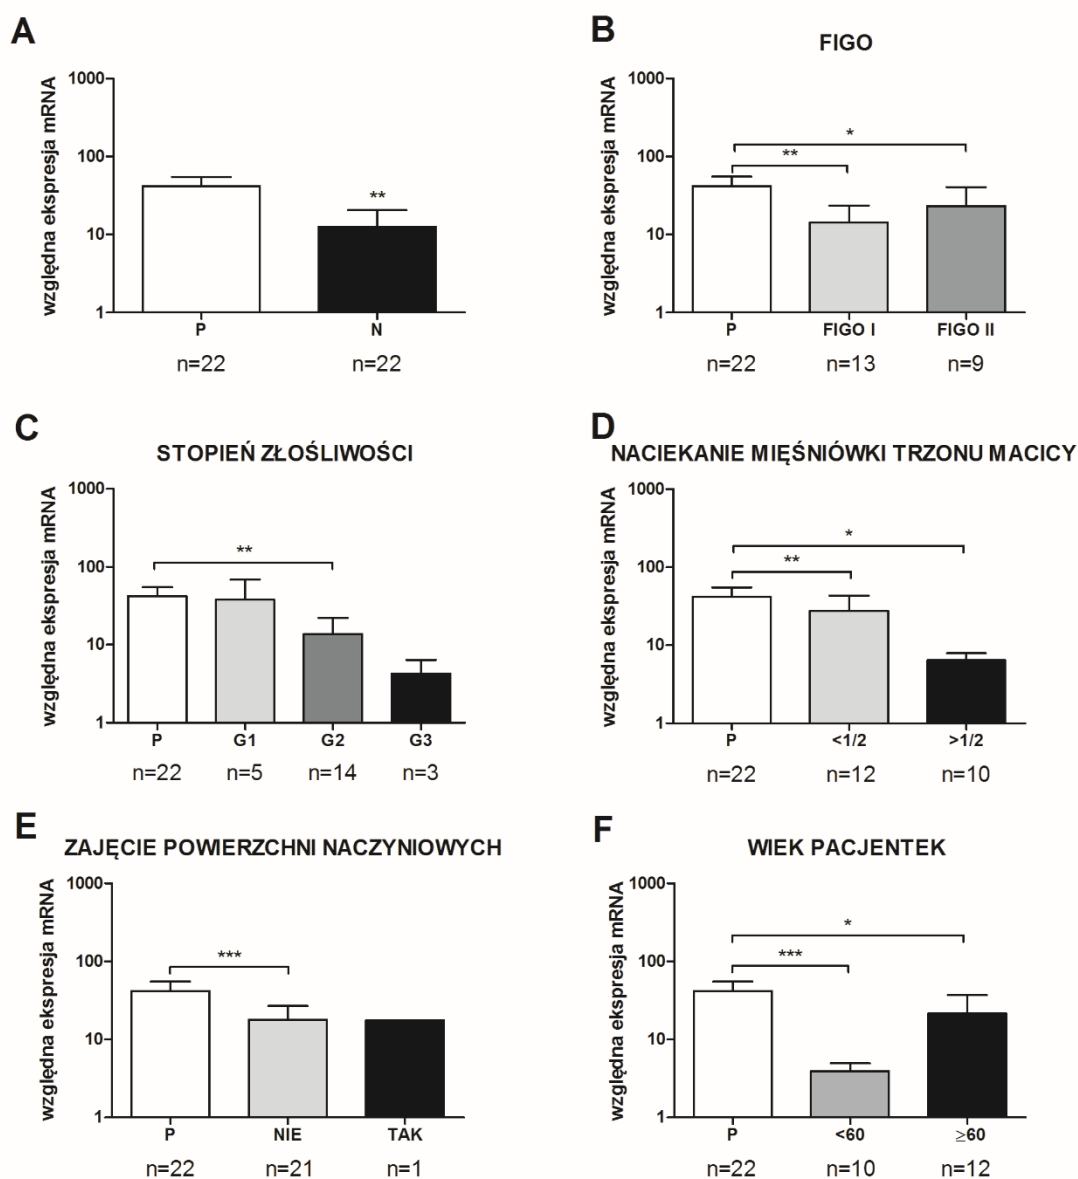 A
względna ekspresja mRNA
1000
100
10
1
**
P N
n=22 n=22
B
FIGO
względna ekspresja mRNA
1000
100
10
1
*
**
P FIGO I FIGO II
n=22 n=13 n=9
C
STOPIEŃ ZŁOŚLIWOŚCI
względna ekspresja mRNA
1000
100
10
1
**
P G1 G2 G3
n=22 n=5 n=14 n=3
D
NACIEKANIE MIĘŚNIÓWKI TRZONU MACICY
względna ekspresja mRNA
1000
100
10
1
*
**
P <1/2 >1/2
n=22 n=12 n=10
E
ZAJĘCIE POWIERZCHNI NACZYNIOWYCH
względna ekspresja mRNA
1000
100
10
1
***
P NIE TAK
n=22 n=21 n=1
F
WIEK PACJENTEK
względna ekspresja mRNA
1000
100
10
1
*
***
P <60 ≥60
n=22 n=10 n=12